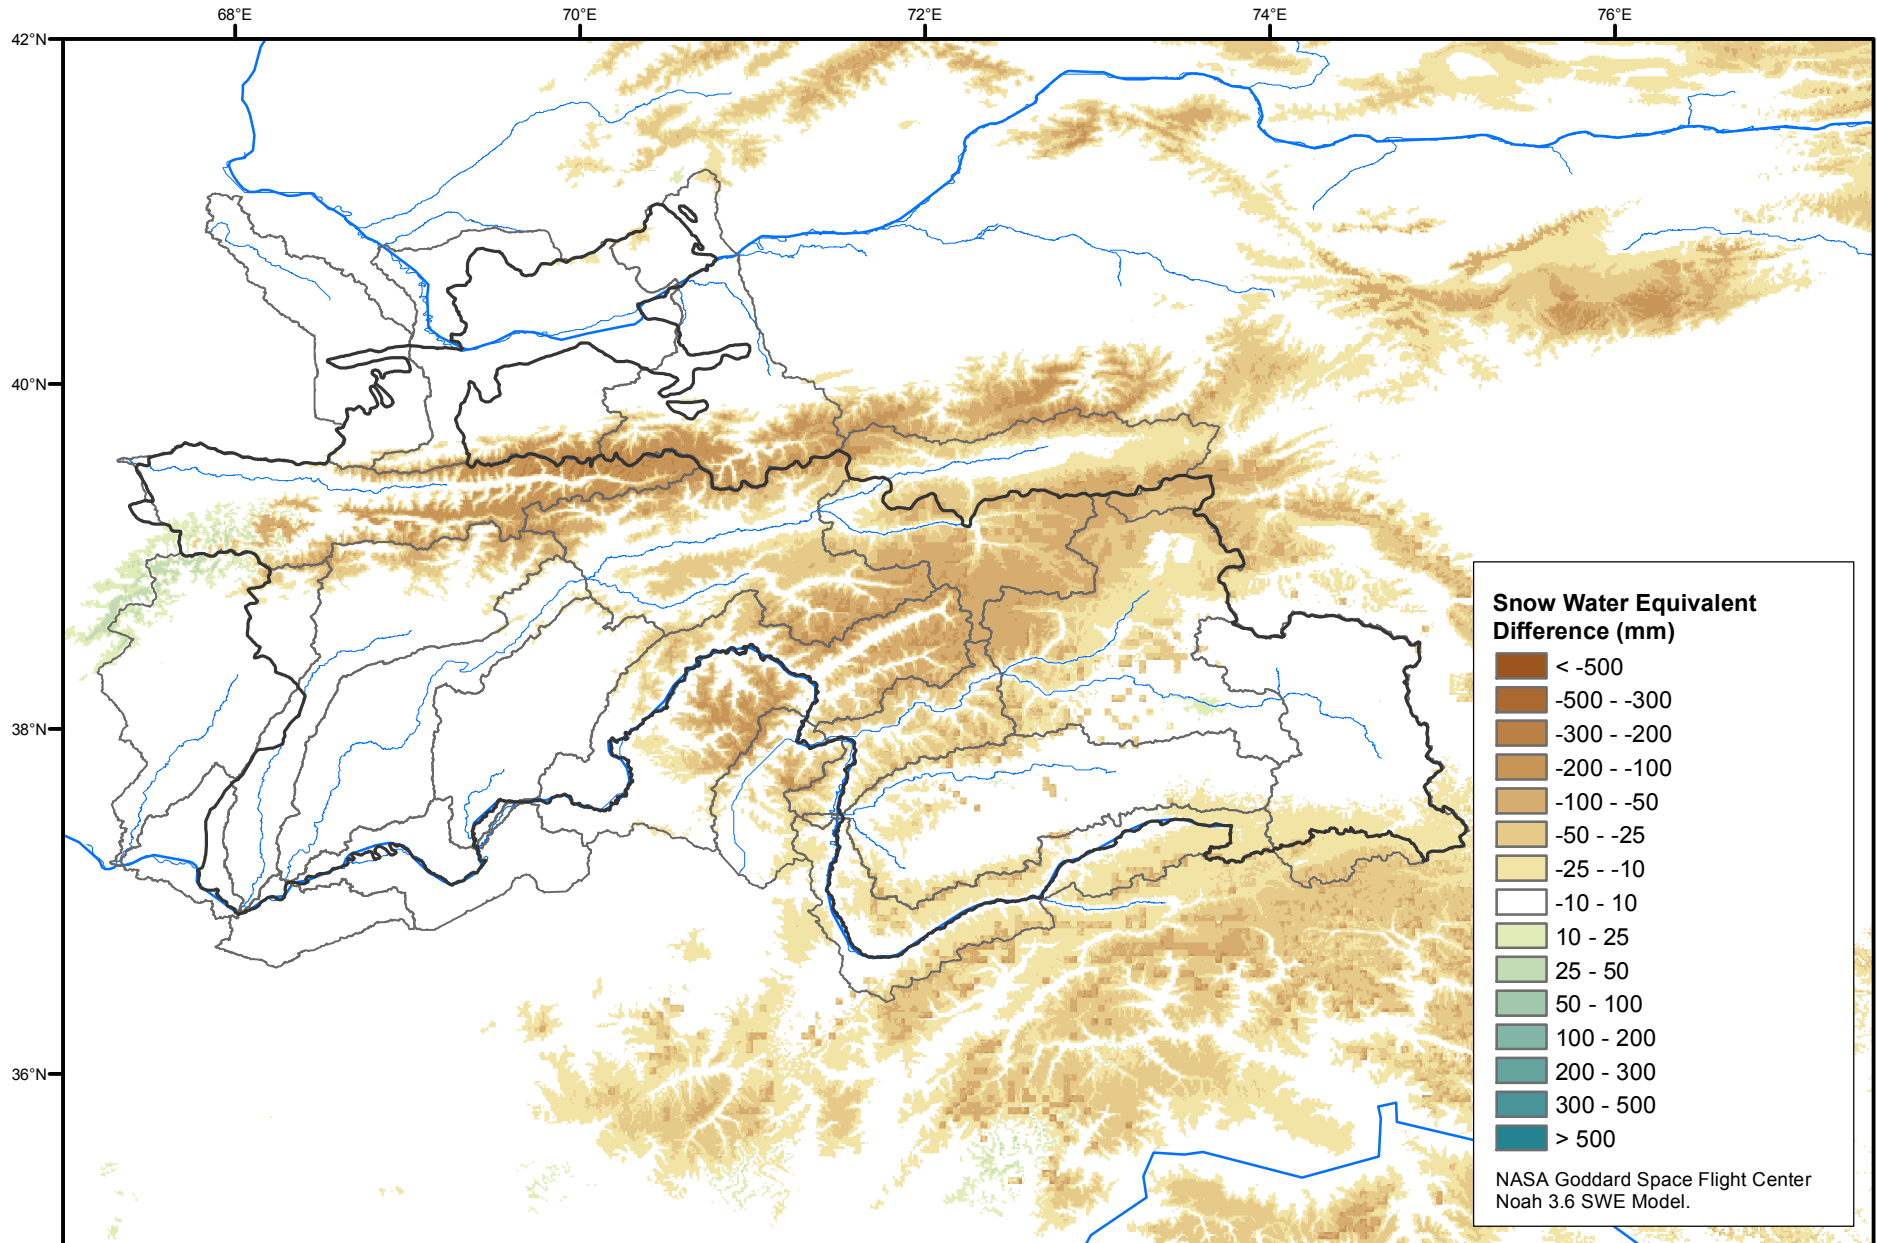 68°E
70°E
72°E
74°E
76°E
42°N
40°N
38°N
36°N
Snow Water Equivalent
Difference (mm)
< -500
-500 - -300
-300 - -200
-200 - -100
-100 - -50
-50 - -25
-25 - -10
-10 - 10
10 - 25
25 - 50
50 - 100
100 - 200
200 - 300
300 - 500
> 500
NASA Goddard Space Flight Center
Noah 3.6 SWE Model.